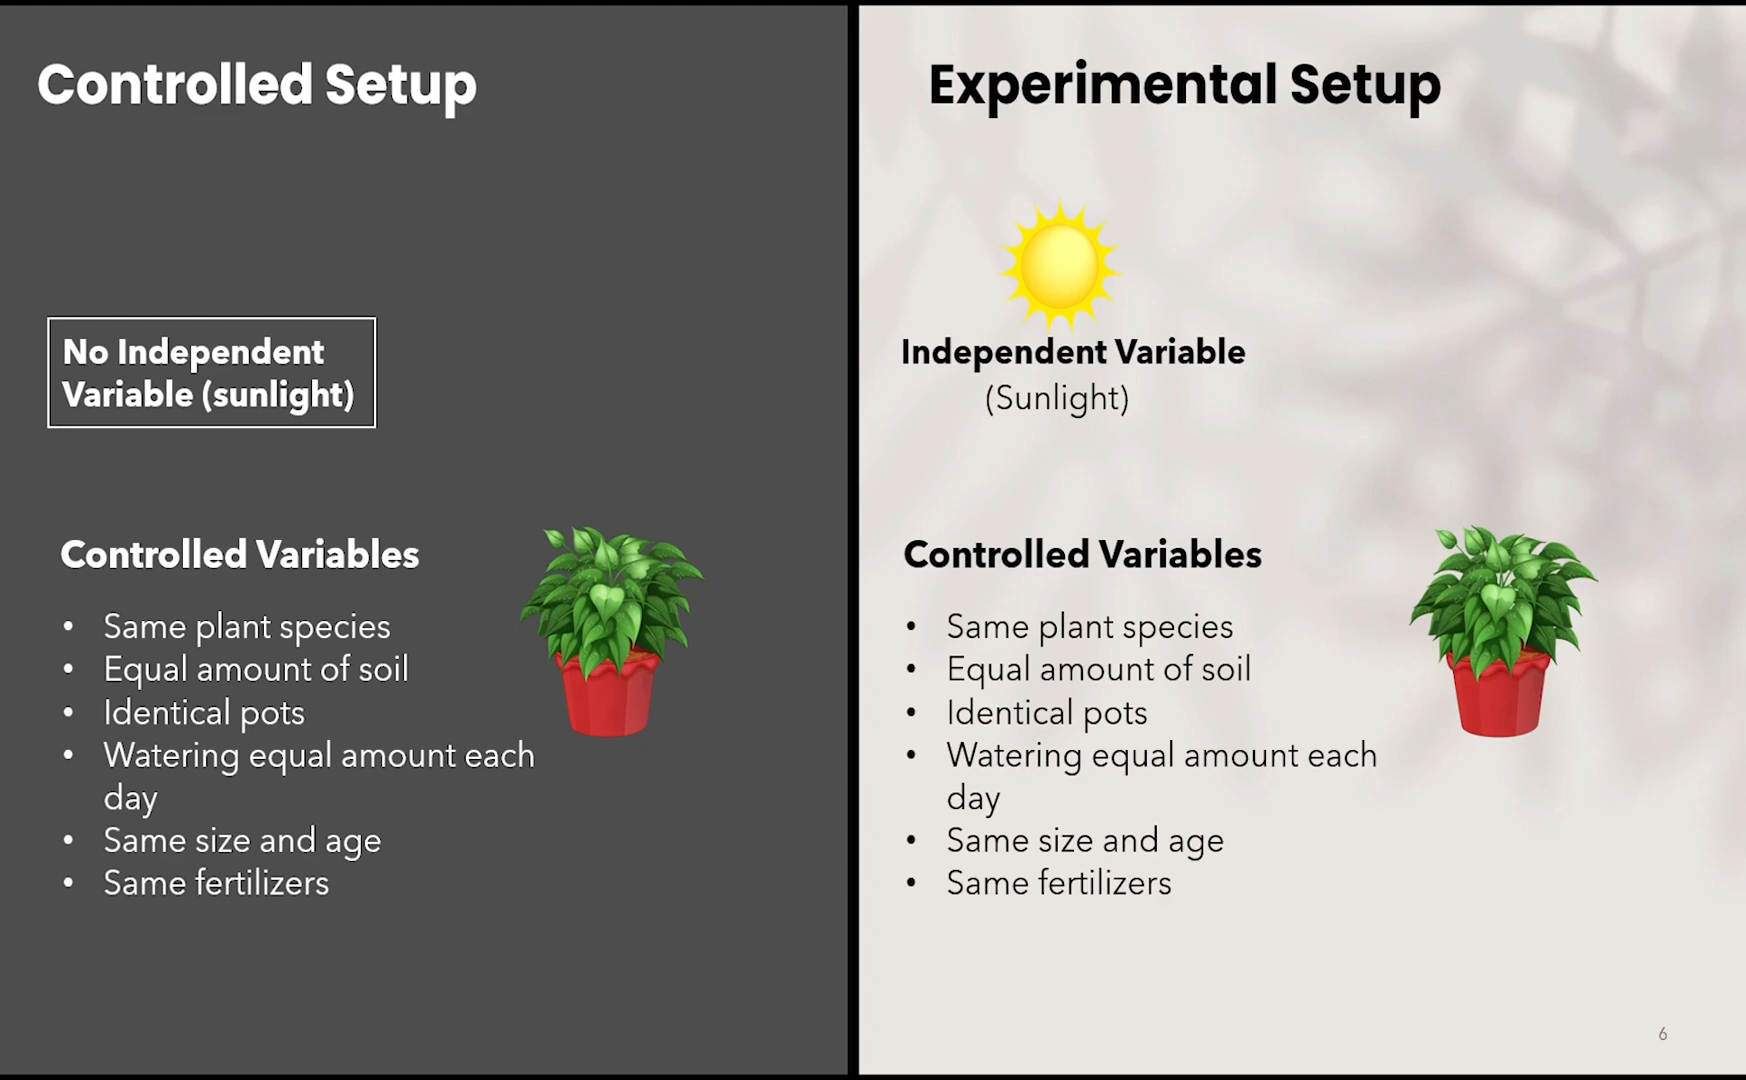 Controlled Setup
No Independent
Variable (sunlight)
Controlled Variables
• Same plant species
• Equal amount of soil
• Identical pots
• Watering equal amount each
day
• Same size and age
• Same fertilizers
Experimental Setup
Independent Variable
(Sunlight)
Controlled Variables
• Same plant species
• Equal amount of soil
• Identical pots
• Watering equal amount each
day
• Same size and age
• Same fertilizers
6